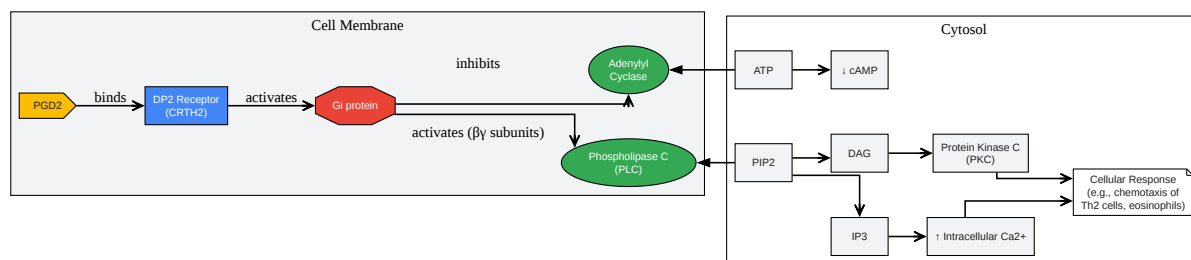 Cell Membrane
Cytosol
inhibits
Adenylyl
Cyclase
ATP
↓ cAMP
PGD2
binds
DP2 Receptor
(CRTH2)
activates
Gi protein
activates (βγ subunits)
Phospholipase C
(PLC)
PIP2
DAG
Protein Kinase C
(PKC)
Cellular Response
(e.g., chemotaxis of
Th2 cells, eosinophils)
IP3
↑ Intracellular Ca2+